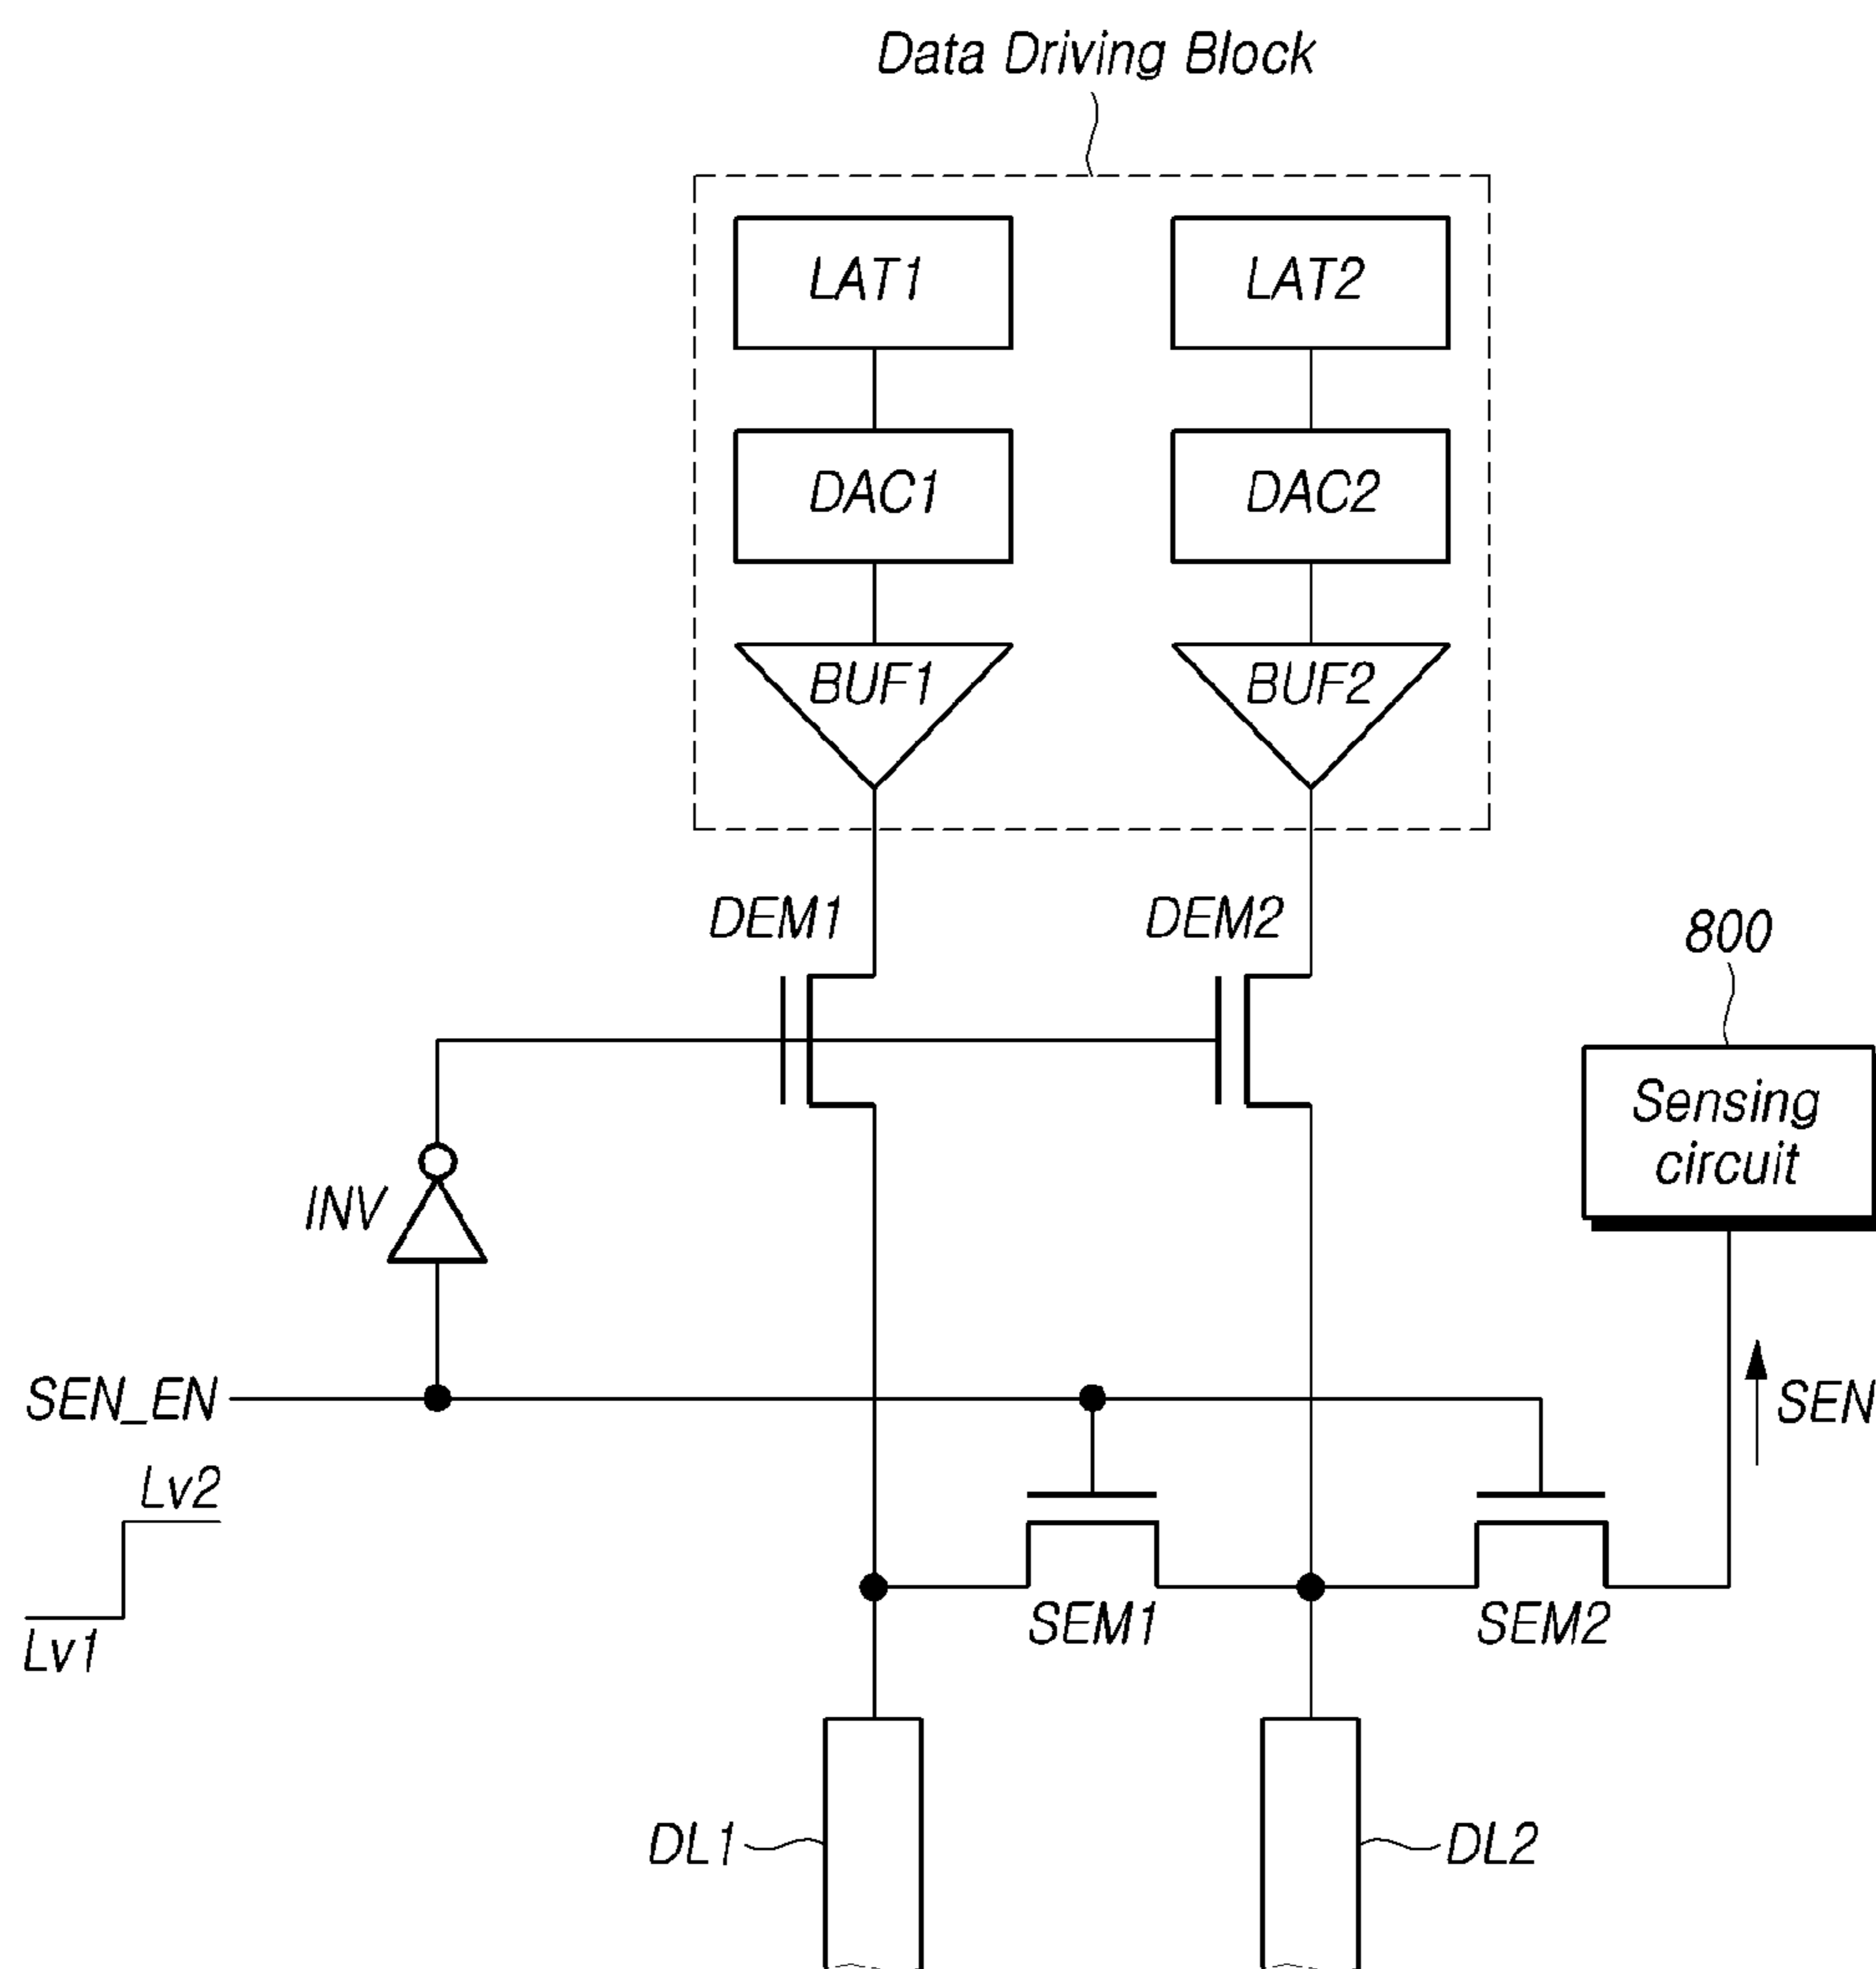 Data Driving Block
LAT1
LAT2
DAC1
DAC2
BUF1
BUF2
DEM1
DEM2
800
Sensing
circuit
INV
SEN_EN
SEN
Lv2
Lv1
SEM1
SEM2
DL1
DL2